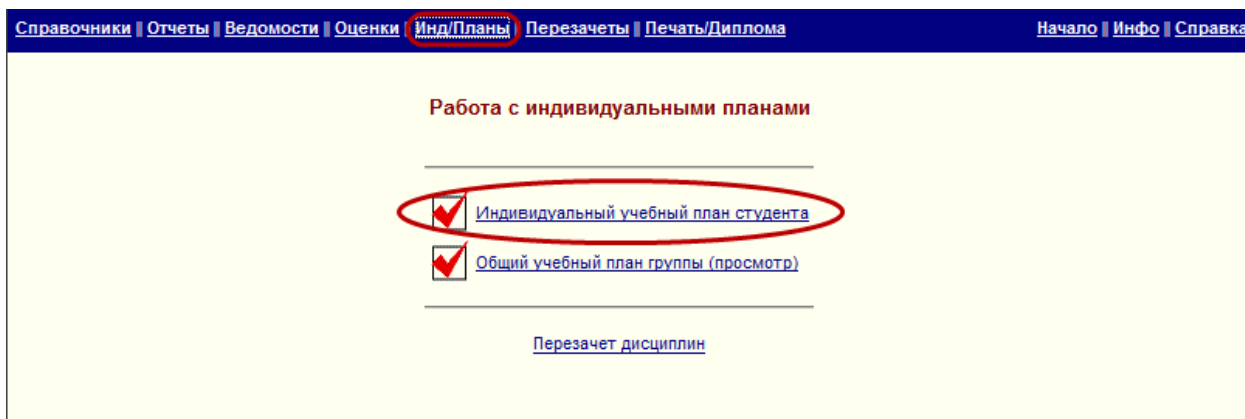 Справочники || Отчеты || Ведомости || Оценки || Инд/Планы || Перезачеты || Печать/Диплома Начало || Инфо || Справка
Работа с индивидуальными планами
Индивидуальный учебный план студента
Общий учебный план группы (просмотр)
Перезачет дисциплин